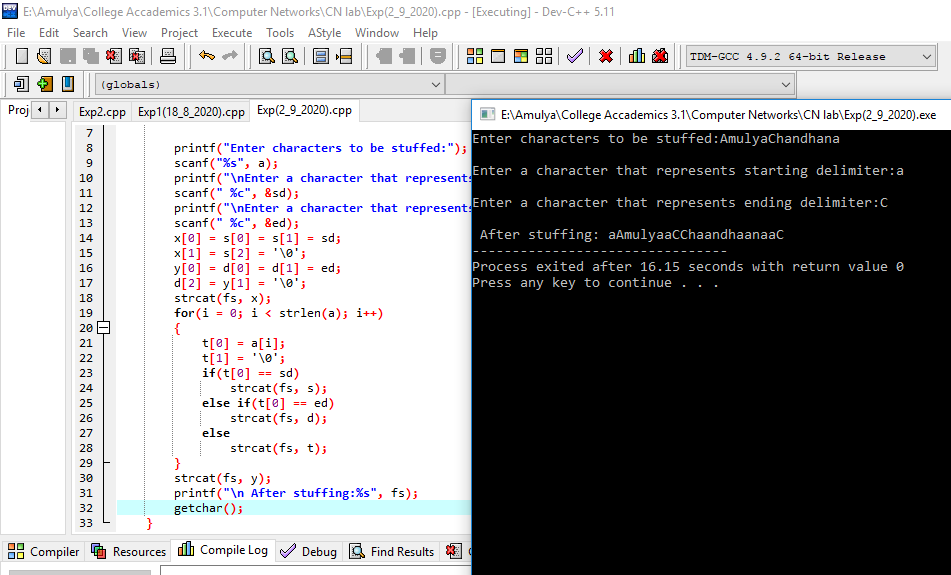 E:\Amulya\College Accademics 3.1\Computer Networks\CN lab\Exp(2_9_2020).cpp - [Executing] - Dev-C++ 5.11
File Edit Search View Project Execute Tools AStyle Window Help
TDM-GCC 4.9.2 64-bit Release
(globals)
Proj Exp2.cpp Exp1(18_8_2020).cpp Exp(2_9_2020).cpp
7
8 printf("Enter characters to be stuffed:");
9 scanf("%s", a);
10 printf("\nEnter a character that represents
11 scanf(" %c", &sd);
12 printf("\nEnter a character that represents
13 scanf(" %c", &ed);
14 x[0] = s[0] = s[1] = sd;
15 x[1] = s[2] = '\0';
16 y[0] = d[0] = d[1] = ed;
17 d[2] = y[1] = '\0';
18 strcat(fs, x);
19 for(i = 0; i < strlen(a); i++)
20 {
21 t[0] = a[i];
22 t[1] = '\0';
23 if(t[0] == sd)
24 strcat(fs, s);
25 else if(t[0] == ed)
26 strcat(fs, d);
27 else
28 strcat(fs, t);
29 }
30 strcat(fs, y);
31 printf("\n After stuffing:%s", fs);
32 getchar();
33 }
E:\Amulya\College Accademics 3.1\Computer Networks\CN lab\Exp(2_9_2020).exe
Enter characters to be stuffed:AmulyaChandhana
Enter a character that represents starting delimiter:a
Enter a character that represents ending delimiter:C
After stuffing: aAmulyaaCChaandhaanaaC
--------------------------------
Process exited after 16.15 seconds with return value 0
Press any key to continue . . .
Compiler Resources Compile Log Debug Find Results